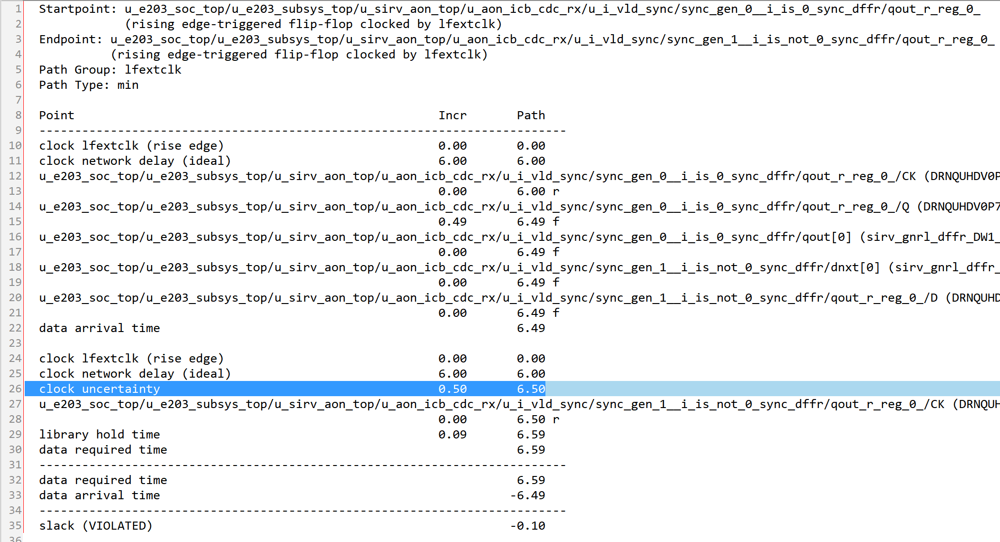 1 Startpoint: u_e203_soc_top/u_e203_subsys_top/u_sirv_aon_top/u_aon_icb_cdc_rx/u_i_vld_sync/sync_gen_0__i_is_0_sync_dffr/qout_r_reg_0_
2 (rising edge-triggered flip-flop clocked by lfextclk)
3 Endpoint: u_e203_soc_top/u_e203_subsys_top/u_sirv_aon_top/u_aon_icb_cdc_rx/u_i_vld_sync/sync_gen_1__i_is_not_0_sync_dffr/qout_r_reg_0_
4 (rising edge-triggered flip-flop clocked by lfextclk)
5 Path Group: lfextclk
6 Path Type: min
7
8 Point Incr Path
9 --------------------------------------------------------------------------
10 clock lfextclk (rise edge) 0.00 0.00
11 clock network delay (ideal) 6.00 6.00
12 u_e203_soc_top/u_e203_subsys_top/u_sirv_aon_top/u_aon_icb_cdc_rx/u_i_vld_sync/sync_gen_0__i_is_0_sync_dffr/qout_r_reg_0_/CK (DRNQUHDV0P
13 0.00 6.00 r
14 u_e203_soc_top/u_e203_subsys_top/u_sirv_aon_top/u_aon_icb_cdc_rx/u_i_vld_sync/sync_gen_0__i_is_0_sync_dffr/qout_r_reg_0_/Q (DRNQUHDV0P7
15 0.49 6.49 f
16 u_e203_soc_top/u_e203_subsys_top/u_sirv_aon_top/u_aon_icb_cdc_rx/u_i_vld_sync/sync_gen_0__i_is_0_sync_dffr/qout[0] (sirv_gnrl_dffr_DW1_
17 0.00 6.49 f
18 u_e203_soc_top/u_e203_subsys_top/u_sirv_aon_top/u_aon_icb_cdc_rx/u_i_vld_sync/sync_gen_1__i_is_not_0_sync_dffr/dnxt[0] (sirv_gnrl_dffr_
19 0.00 6.49 f
20 u_e203_soc_top/u_e203_subsys_top/u_sirv_aon_top/u_aon_icb_cdc_rx/u_i_vld_sync/sync_gen_1__i_is_not_0_sync_dffr/qout_r_reg_0_/D (DRNQUHD
21 0.00 6.49 f
22 data arrival time 6.49
23
24 clock lfextclk (rise edge) 0.00 0.00
25 clock network delay (ideal) 6.00 6.00
26 clock uncertainty 0.50 6.50
27 u_e203_soc_top/u_e203_subsys_top/u_sirv_aon_top/u_aon_icb_cdc_rx/u_i_vld_sync/sync_gen_1__i_is_not_0_sync_dffr/qout_r_reg_0_/CK (DRNQUH
28 0.00 6.50 r
29 library hold time 0.09 6.59
30 data required time 6.59
31 --------------------------------------------------------------------------
32 data required time 6.59
33 data arrival time -6.49
34 --------------------------------------------------------------------------
35 slack (VIOLATED) -0.10
36